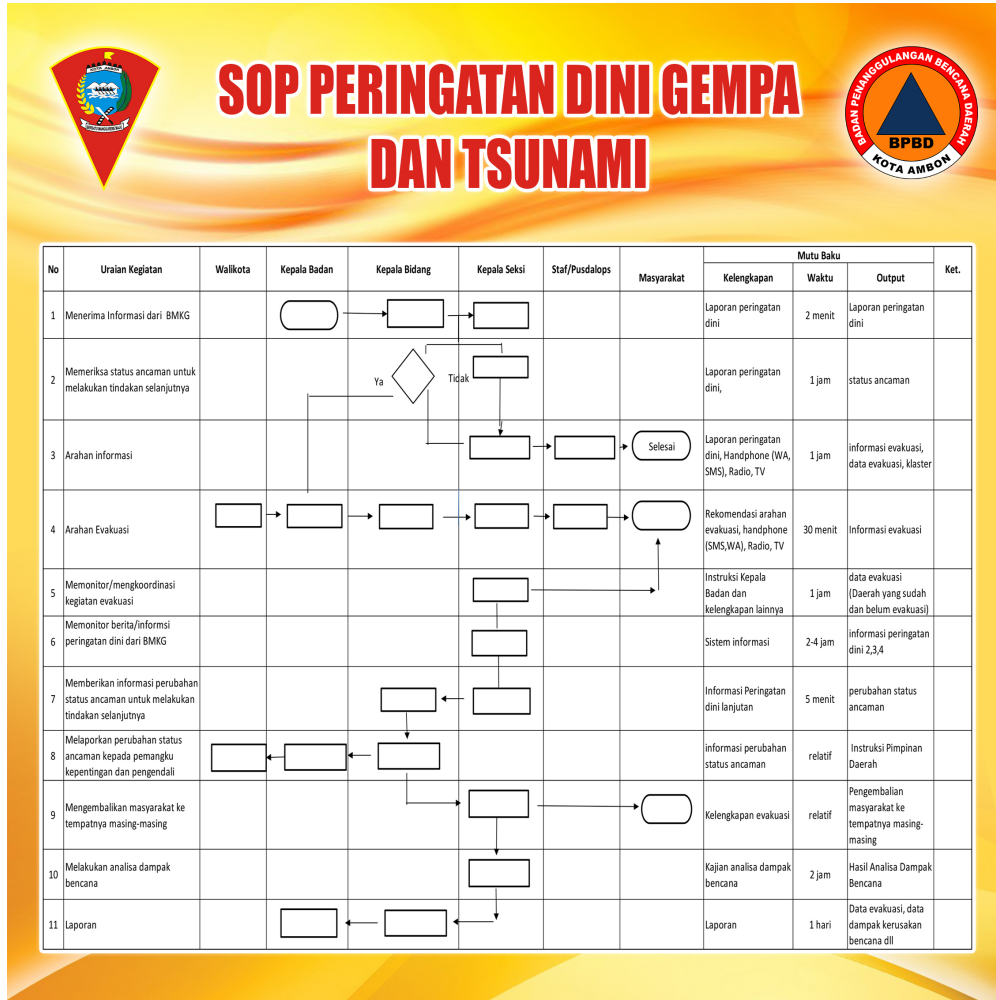 SOP PERINGATAN DINI GEMPA
DAN TSUNAMI
KOTA AMBON
BADAN PENANGGULANGAN BENCANA DAERAH
BPBD
KOTA AMBON
No
Uraian Kegiatan
Walikota
Kepala Badan
Kepala Bidang
Kepala Seksi
Staf/Pusdalops
Masyarakat
Mutu Baku
Kelengkapan
Waktu
Output
Ket.
1
Menerima Informasi dari BMKG
Laporan peringatan
dini
2 menit
Laporan peringatan
dini
2
Memeriksa status ancaman untuk
melakukan tindakan selanjutnya
Ya
Tidak
Laporan peringatan
dini,
1 jam
status ancaman
3
Arahan informasi
Selesai
Laporan peringatan
dini, Handphone (WA,
SMS), Radio, TV
1 jam
informasi evakuasi,
data evakuasi, klaster
4
Arahan Evakuasi
Rekomendasi arahan
evakuasi, handphone
(SMS,WA), Radio, TV
30 menit
Informasi evakuasi
5
Memonitor/mengkoordinasi
kegiatan evakuasi
Instruksi Kepala
Badan dan
kelengkapan lainnya
1 jam
data evakuasi
(Daerah yang sudah
dan belum evakuasi)
6
Memonitor berita/informsi
peringatan dini dari BMKG
Sistem informasi
2-4 jam
informasi peringatan
dini 2,3,4
7
Memberikan informasi perubahan
status ancaman untuk melakukan
tindakan selanjutnya
Informasi Peringatan
dini lanjutan
5 menit
perubahan status
ancaman
8
Melaporkan perubahan status
ancaman kepada pemangku
kepentingan dan pengendali
informasi perubahan
status ancaman
relatif
Instruksi Pimpinan
Daerah
9
Mengembalikan masyarakat ke
tempatnya masing-masing
Kelengkapan evakuasi
relatif
Pengembalian
masyarakat ke
tempatnya masing-
masing
10
Melakukan analisa dampak
bencana
Kajian analisa dampak
bencana
2 jam
Hasil Analisa Dampak
Bencana
11
Laporan
Laporan
1 hari
Data evakuasi, data
dampak kerusakan
bencana dll